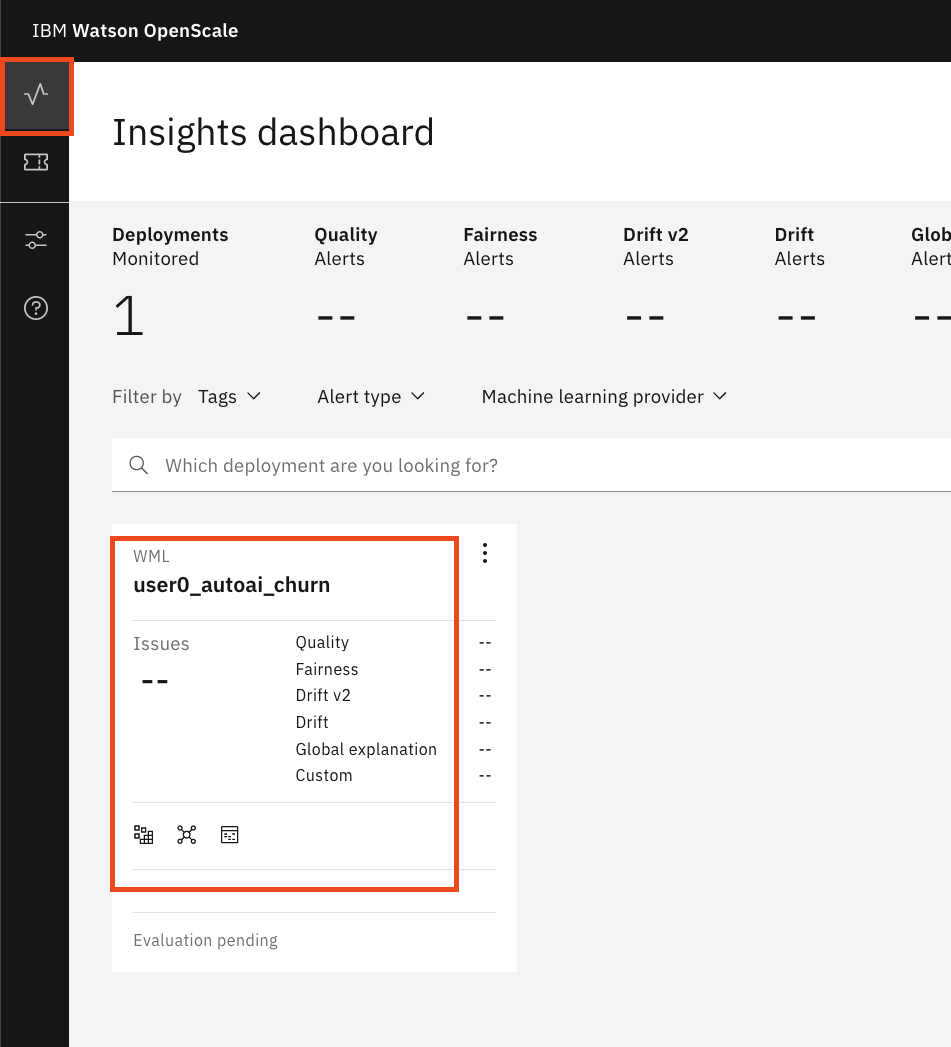 IBM Watson OpenScale
Insights dashboard
Deployments Quality Fairness Drift v2 Drift Glob
Monitored Alerts Alerts Alerts Alerts Alert
1 -- -- -- -- --
Filter by Tags Alert type Machine learning provider
Which deployment are you looking for?
WML
user0_autoai_churn
Issues
--
Quality --
Fairness --
Drift v2 --
Drift --
Global explanation --
Custom --
Evaluation pending